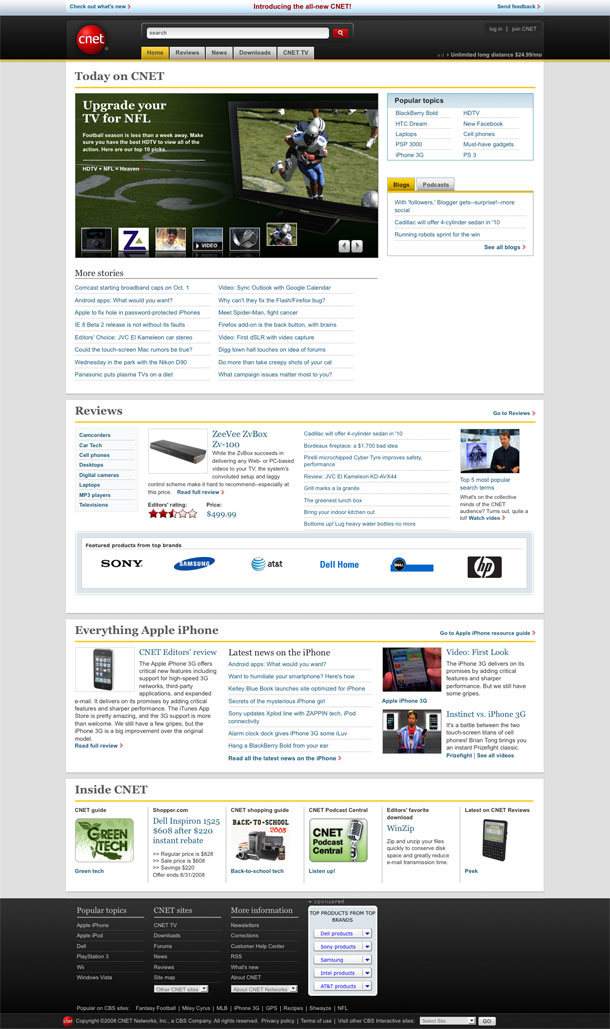 Check out what's new
Introducing the all-new CNET!
Send feedback
cnet
search
log in | join CNET
Home
Reviews
News
Downloads
CNET TV
ad Unlimited long distance $24.99/mo
Today on CNET
Upgrade your
TV for NFL
Football season is less than a week away. Make
sure you have the best HDTV to view all of the
action. Here are our top 10 picks.
HDTV + NFL = Heaven
VIDEO
Popular topics
BlackBerry Bold
HDTV
HTC Dream
New Facebook
Laptops
Cell phones
PSP 3000
Must-have gadgets
iPhone 3G
PS 3
Blogs
Podcasts
With 'followers,' Blogger gets--surprise!--more
social
Cadillac will offer 4-cylinder sedan in '10
Running robots sprint for the win
See all blogs
More stories
Comcast starting broadband caps on Oct. 1
Android apps: What would you want?
Apple to fix hole in password-protected iPhones
IE 8 Beta 2 release is not without its faults
Editors' Choice: JVC El Kameleon car stereo
Could the touch-screen Mac rumors be true?
Wednesday in the park with the Nikon D90
Panasonic puts plasma TVs on a diet
Video: Sync Outlook with Google Calendar
Why can't they fix the Flash/Firefox bug?
Meet Spider-Man, fight cancer
Firefox add-on is the back button, with brains
Video: First dSLR with video capture
Digg town hall touches on idea of forums
Do more than take creepy shots of your cat
What campaign issues matter most to you?
Reviews
Go to Reviews
Camcorders
Car Tech
Cell phones
Desktops
Digital cameras
Laptops
MP3 players
Televisions
ZeeVee ZvBox
Zv-100
While the ZvBox succeeds in
delivering any Web- or PC-based
videos to your TV, the system's
convoluted setup and laggy
control scheme make it hard to recommend--especially at
this price. Read full review
Editors' rating:
Price:
$499.99
Cadillac will offer 4-cylinder sedan in '10
Bordeaux fireplace: a $1,700 bad idea
Pirelli microchipped Cyber Tyre improves safety,
performance
Review: JVC El Kameleon KD-AVX44
Grill marks a la granite
The greenest lunch box
Bring your indoor kitchen out
Bottoms up! Lug heavy water bottles no more
Top 5 most popular
search terms
What's on the collective
minds of the CNET
audience? Turns out, quite a
lot! Watch video
Featured products from top brands
SONY
SAMSUNG
at&t
Dell Home
DELL
hp
Everything Apple iPhone
Go to Apple iPhone resource guide
CNET Editors' review
The Apple iPhone 3G offers
critical new features including
support for high-speed 3G
networks, third-party
applications, and expanded
e-mail. It delivers on its promises by adding critical
features and sharper performance. The iTunes App
Store is pretty amazing, and the 3G support is more
than welcome. We still have a few gripes, but the
iPhone 3G is a big improvement over the original
model.
Read full review
Latest news on the iPhone
Android apps: What would you want?
Want to humiliate your smartphone? Here's how
Kelley Blue Book launches site optimized for iPhone
Secrets of the mysterious iPhone girl
Sony updates Xplod line with ZAPPIN tech, iPod
connectivity
Alarm clock dock gives iPhone 3G some iLuv
Hang a BlackBerry Bold from your ear
Read all the latest news on the iPhone
Apple iPhone 3G
Video: First Look
The iPhone 3G delivers on its
promises by adding critical
features and sharper
performance. But we still have
some gripes.
Instinct vs. iPhone 3G
It's a battle between the two
touch-screen titans of cell
phones! Brian Tong brings you
an instant Prizefight classic.
Prizefight | See all videos
Inside CNET
CNET guide
GREEN TECH
Green tech
Shopper.com
Dell Inspiron 1525
$608 after $220
instant rebate
>> Regular price is $828
>> Sale price is $608
>> Savings $220
Offer ends 8/31/2008
CNET shopping guide
BACK-TO-SCHOOL
2008
Back-to-school tech
CNET Podcast Central
CNET
Podcast
Central
Listen up!
Editors' favorite
download
WinZip
Zip and unzip your files
quickly to conserve disk
space and greatly reduce
e-mail transmission time.
Latest on CNET Reviews
Peek
Popular topics
Apple iPhone
Apple iPod
Dell
PlayStation 3
Wii
Windows Vista
CNET sites
CNET TV
Downloads
Forums
News
Reviews
Site map
Other CNET sites
More information
Newsletters
Corrections
Customer Help Center
RSS
What's new
About CNET
About CNET Networks
sponsored
TOP PRODUCTS FROM TOP
BRANDS
Dell products
Sony products
Samsung
Intel products
AT&T products
Popular on CBS sites: Fantasy Football | Miley Cyrus | MLB | iPhone 3G | GPS | Recipes | Shwayze | NFL
cnet Copyright ©2008 CNET Networks, Inc., a CBS Company. All rights reserved. Privacy policy | Terms of use | Visit other CBS Interactive sites: Select Site GO